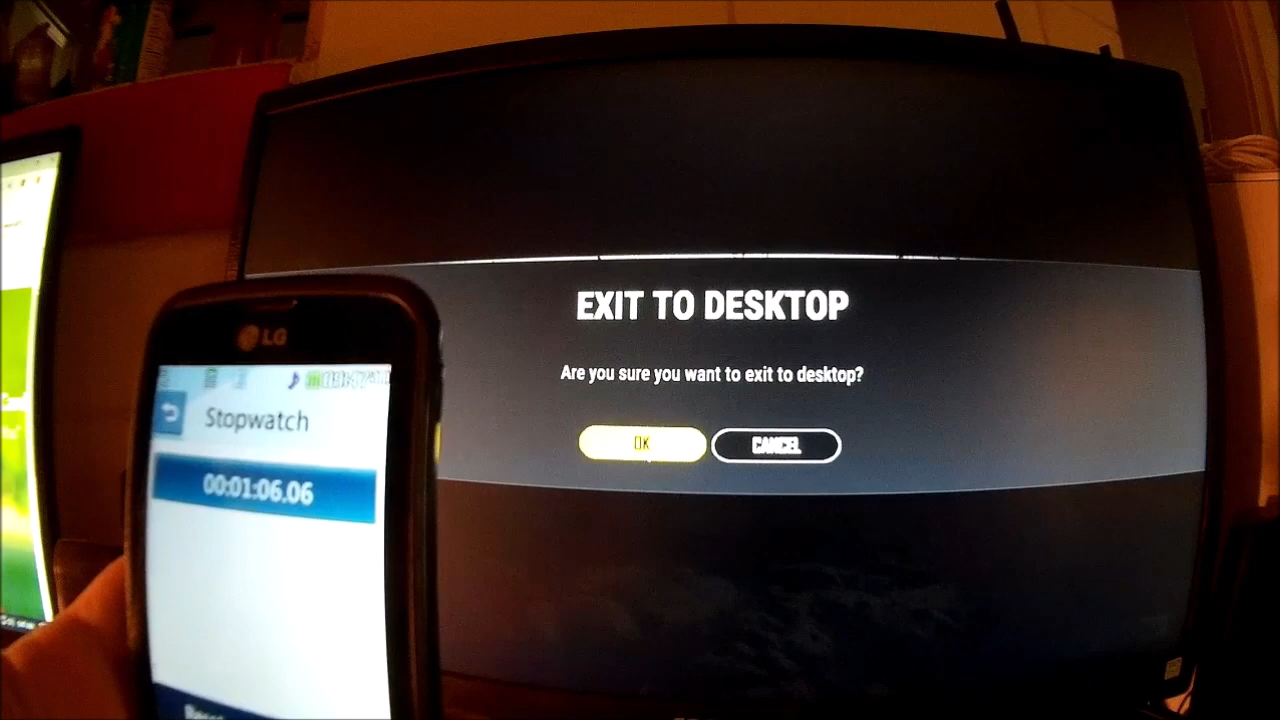 EXIT TO DESKTOP
Are you sure you want to exit to desktop?
OK
CANCEL
LG
Stopwatch
00:01:06.06